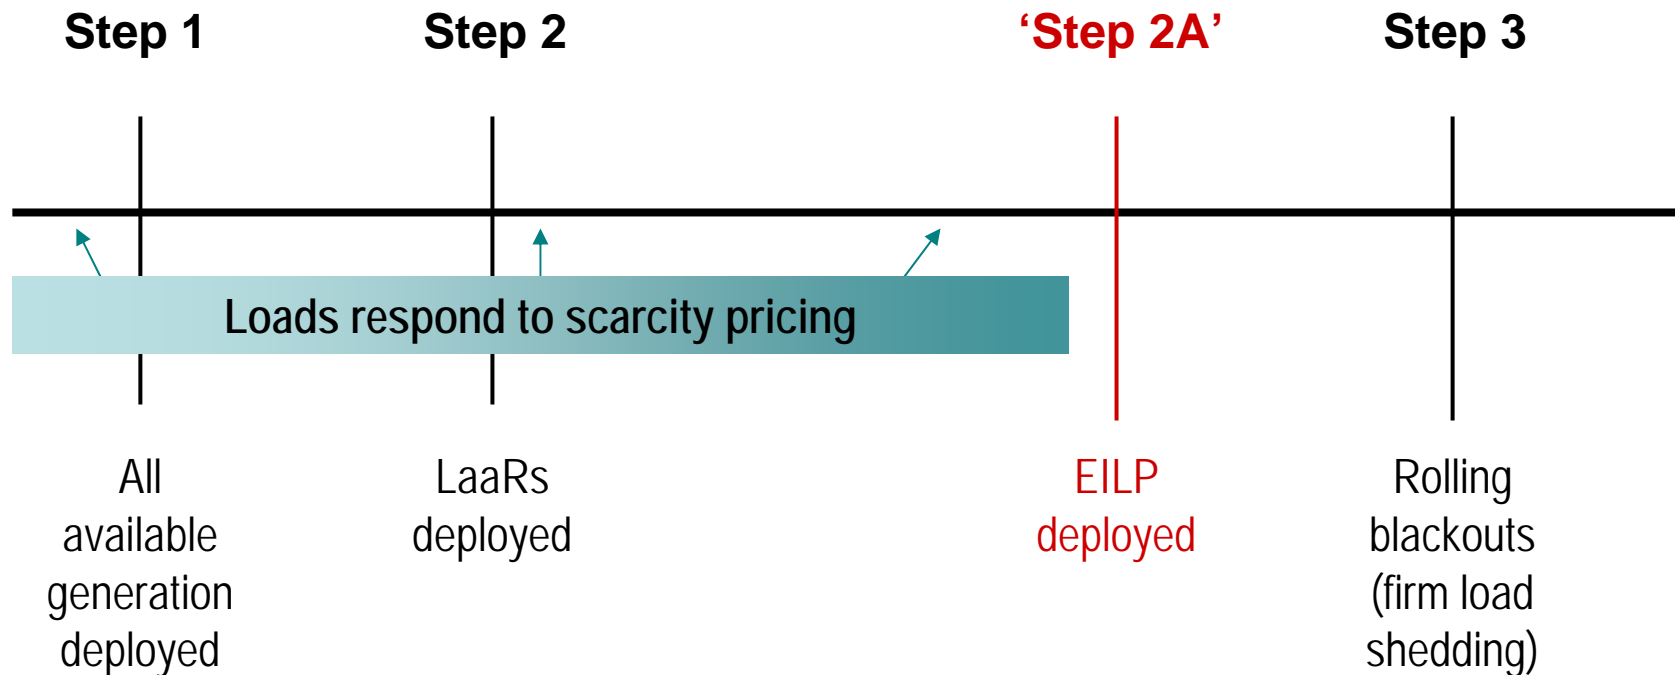 Step 1
Step 2
‘Step 2A’
Step 3
Loads respond to scarcity pricing
All
available
generation
deployed
LaaRs
deployed
EILP
deployed
Rolling
blackouts
(firm load
shedding)